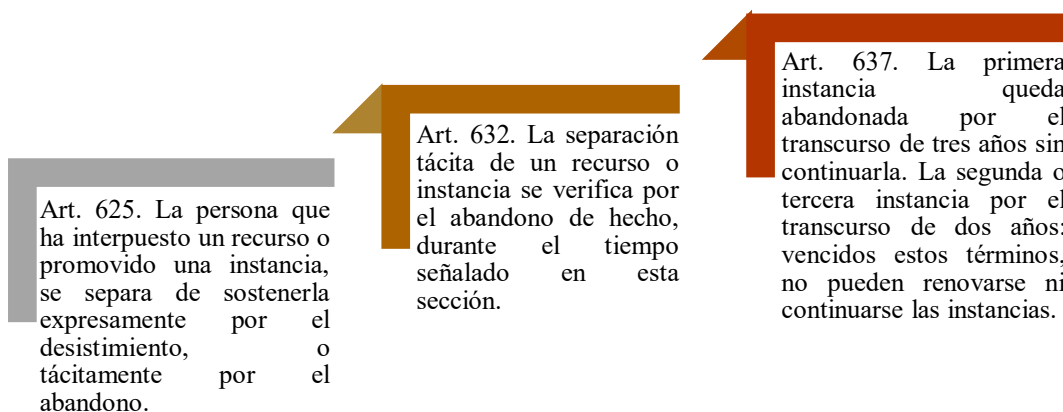 Art. 625. La persona que
ha interpuesto un recurso o
promovido una instancia,
se separa de sostenerla
expresamente por el
desistimiento, o
tácitamente por el
abandono.
Art. 632. La separación
tácita de un recurso o
instancia se verifica por
el abandono de hecho,
durante el tiempo
señalado en esta
sección.
Art. 637. La primera
instancia queda
abandonada por el
transcurso de tres años sin
continuarla. La segunda o
tercera instancia por el
transcurso de dos años:
vencidos estos términos,
no pueden renovarse ni
continuarse las instancias.